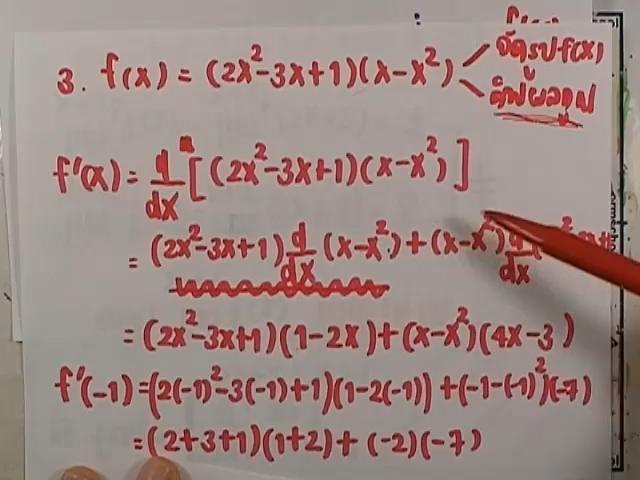 3. f(x) = (2x²-3x+1)(x-x²)
จัดรูป f(x)
ดิฟผลคูณ
f'(x) = d/dx [(2x²-3x+1)(x-x²)]
= (2x²-3x+1) d/dx (x-x²) + (x-x²) d/dx (
= (2x²-3x+1)(1-2x)+(x-x²)(4x-3)
f'(-1) = (2(-1)²-3(-1)+1)(1-2(-1)) + (-1-(-1)²)(-7)
= (2+3+1)(1+2) + (-2)(-7)